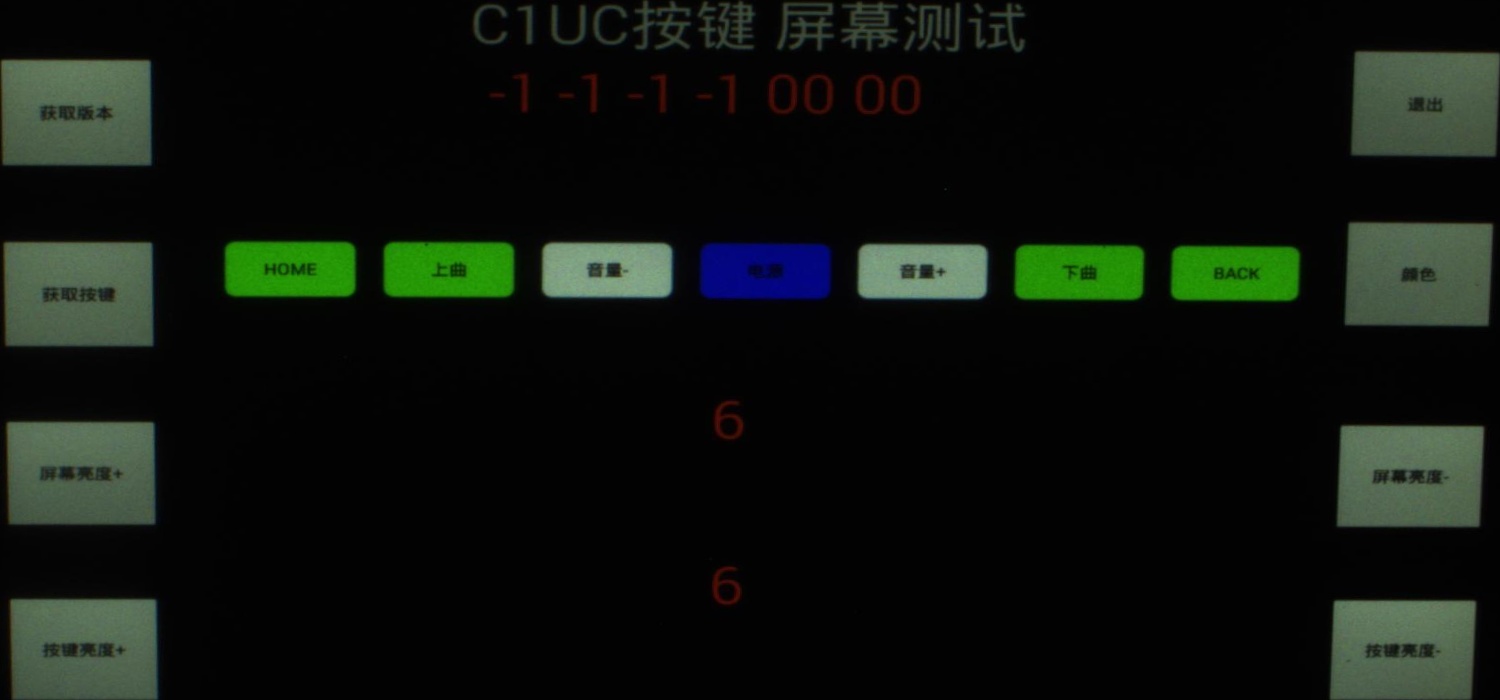 C1UC按键 屏幕测试
-1 -1 -1 -1 00 00
获取版本
退出
获取按键
HOME
上曲
音量-
电源
音量+
下曲
BACK
颜色
6
屏幕亮度+
屏幕亮度-
6
按键亮度+
按键亮度-